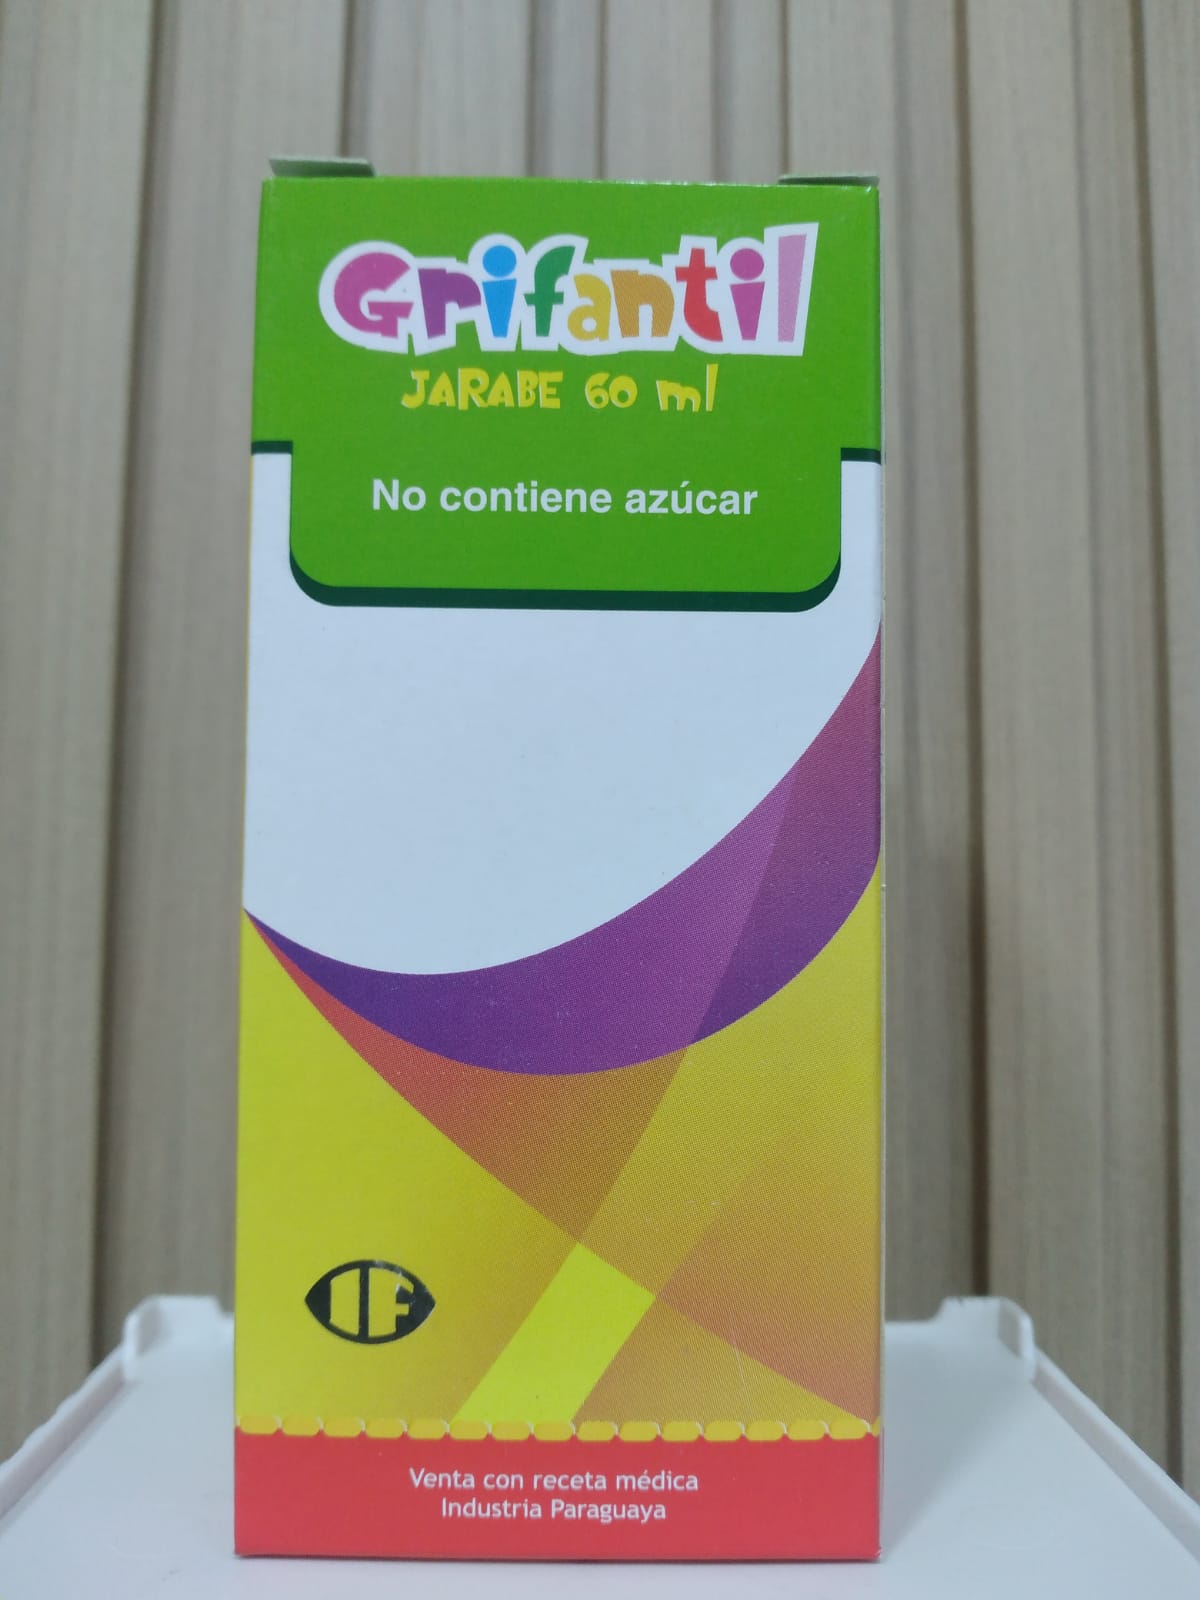 Grifantil
JARABE 60 ml
No contiene azúcar
IF
Venta con receta médica
Industria Paraguaya